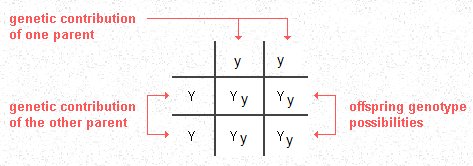 genetic contribution
of one parent
y y
Y Yy Yy
genetic contribution
of the other parent
offspring genotype
possibilities
Y Yy Yy